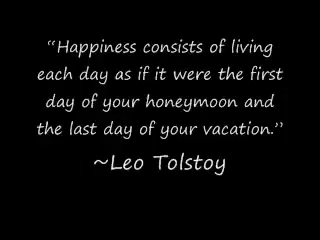 “Happiness consists of living
each day as if it were the first
day of your honeymoon and
the last day of your vacation.”
~Leo Tolstoy